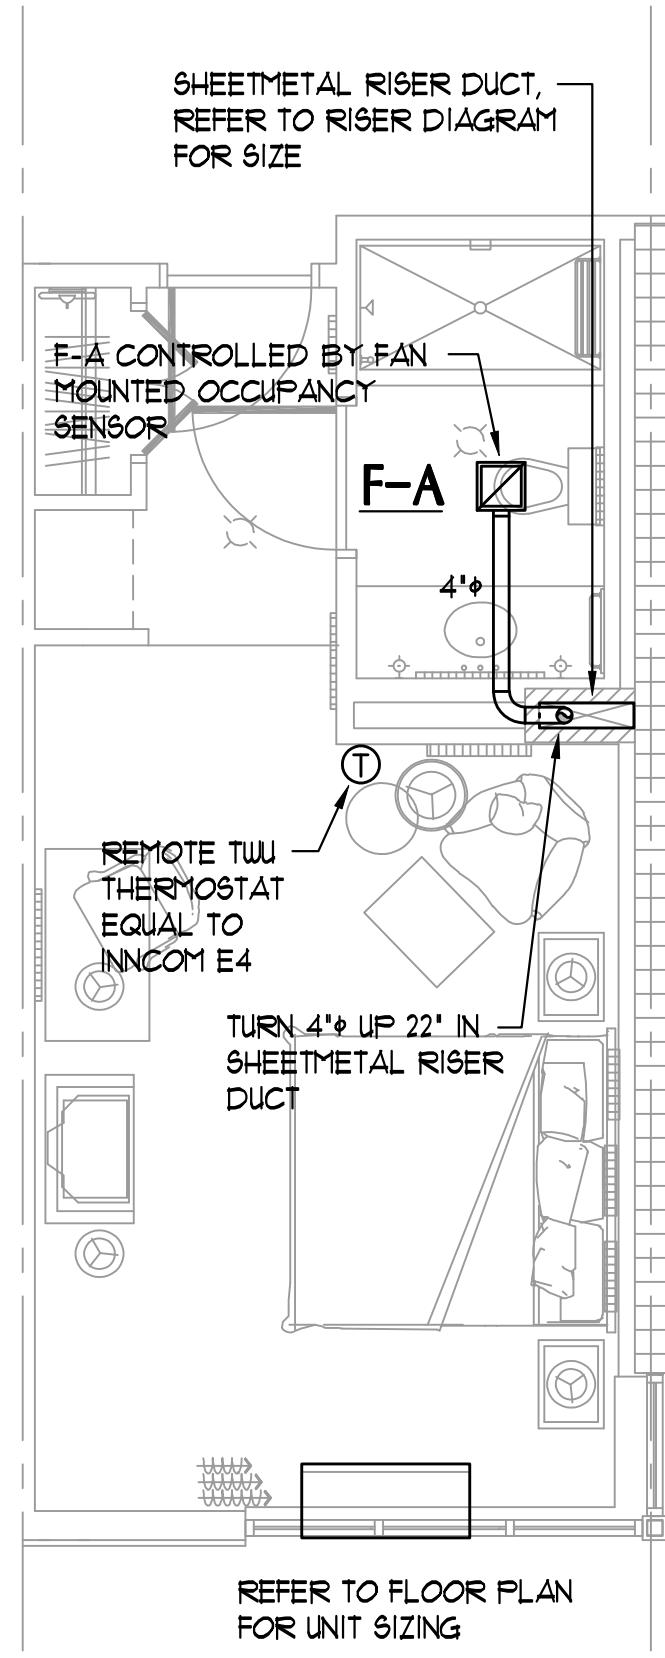 SHEETMETAL RISER DUCT,
REFER TO RISER DIAGRAM
FOR SIZE
F-A CONTROLLED BY FAN
MOUNTED OCCUPANCY
SENSOR
F-A
4"ϕ
T
REMOTE TWU
THERMOSTAT
EQUAL TO
INNCOM E4
TURN 4"ϕ UP 22" IN
SHEETMETAL RISER
DUCT
REFER TO FLOOR PLAN
FOR UNIT SIZING